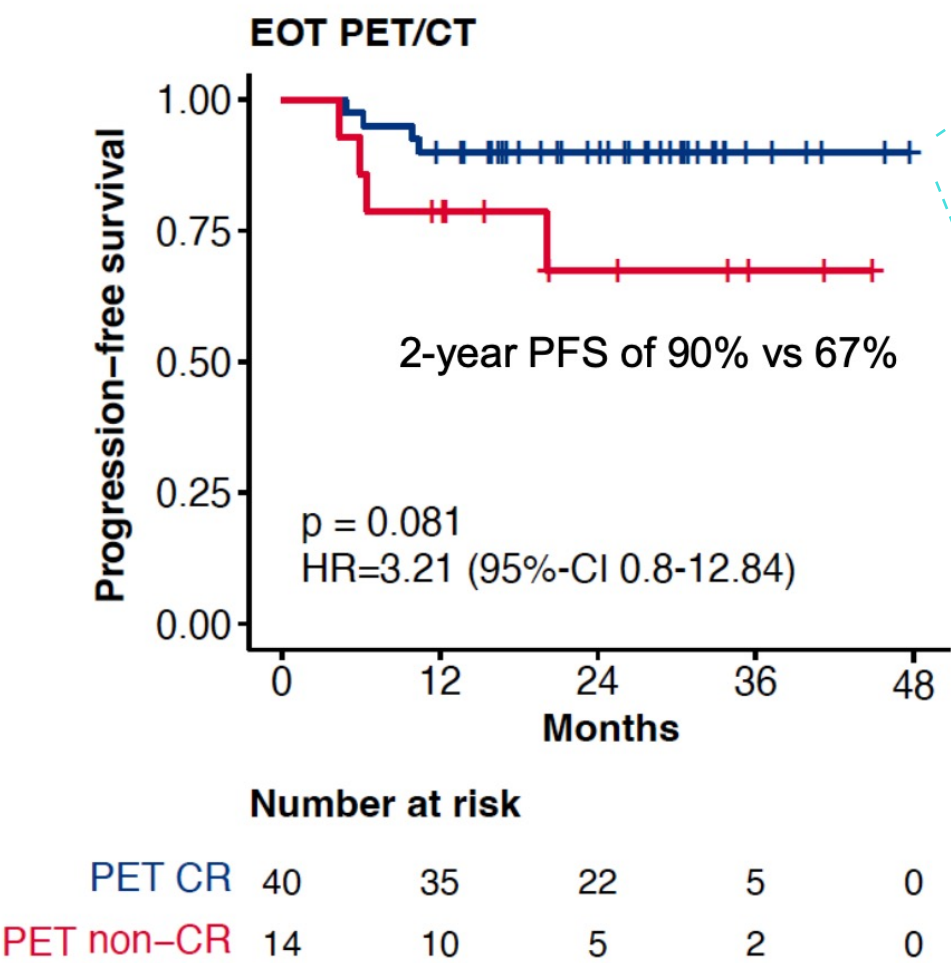 EOT PET/CT
Progression–free survival
1.00
0.75
0.50
0.25
0.00
2-year PFS of 90% vs 67%
p = 0.081
HR=3.21 (95%-CI 0.8-12.84)
0 12 24 36 48
Months
Number at risk
PET CR 40 35 22 5 0
PET non−CR 14 10 5 2 0